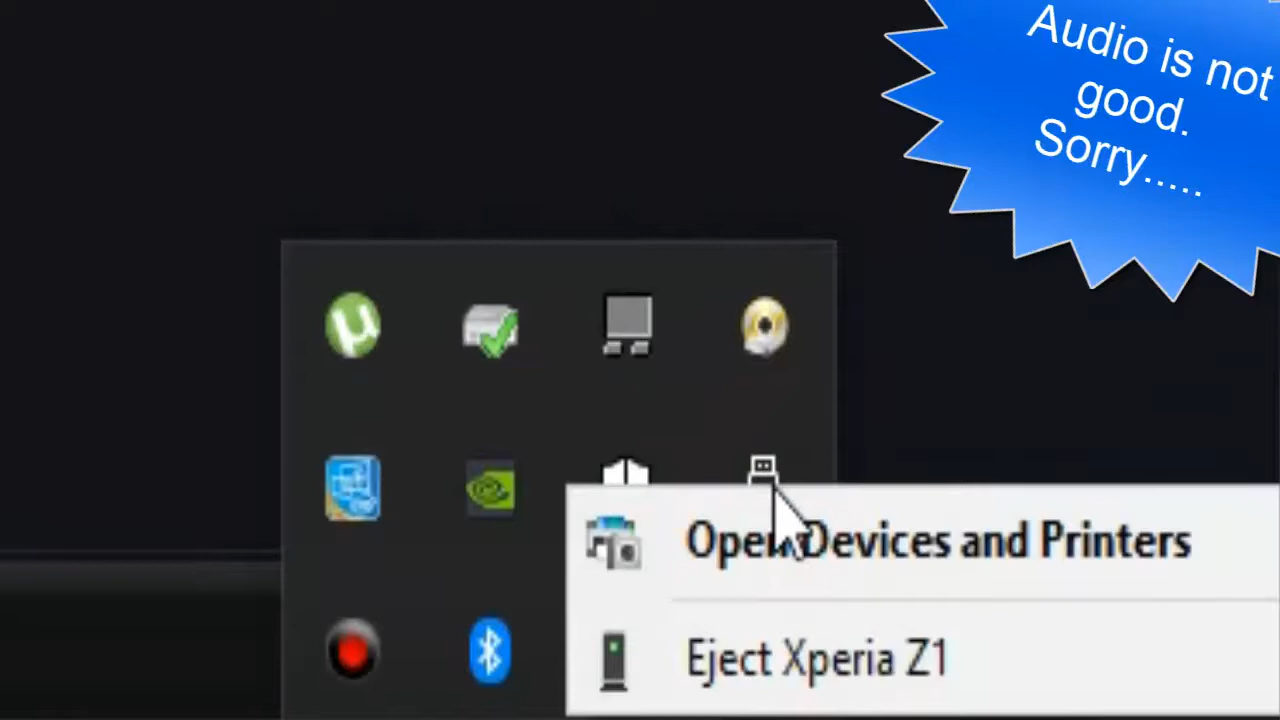 Audio is not
good.
Sorry.....
Open Devices and Printers
Eject Xperia Z1